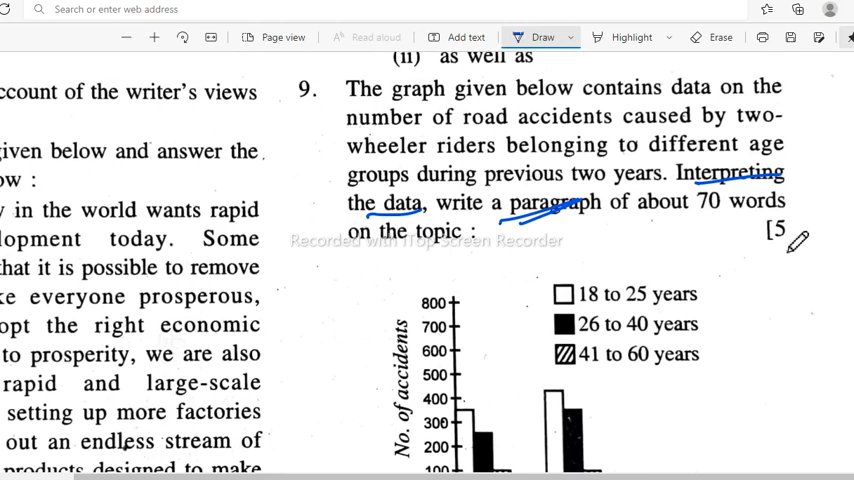 Search or enter web address
Page view
Read aloud
Add text
Draw
Highlight
Erase
(ii) as well as
ccount of the writer's views
given below and answer the
ow :
y in the world wants rapid
lopment today. Some
that it is possible to remove
ke everyone prosperous,
opt the right economic
to prosperity, we are also
rapid and large-scale
setting up more factories
out an endless stream of
products designed to make
9. The graph given below contains data on the
number of road accidents caused by two-
wheeler riders belonging to different age
groups during previous two years. Interpreting
the data, write a paragraph of about 70 words
on the topic : [5
Recorded with iTop Screen Recorder
18 to 25 years
26 to 40 years
41 to 60 years
No. of accidents
800
700
600
500
400
300
200
100